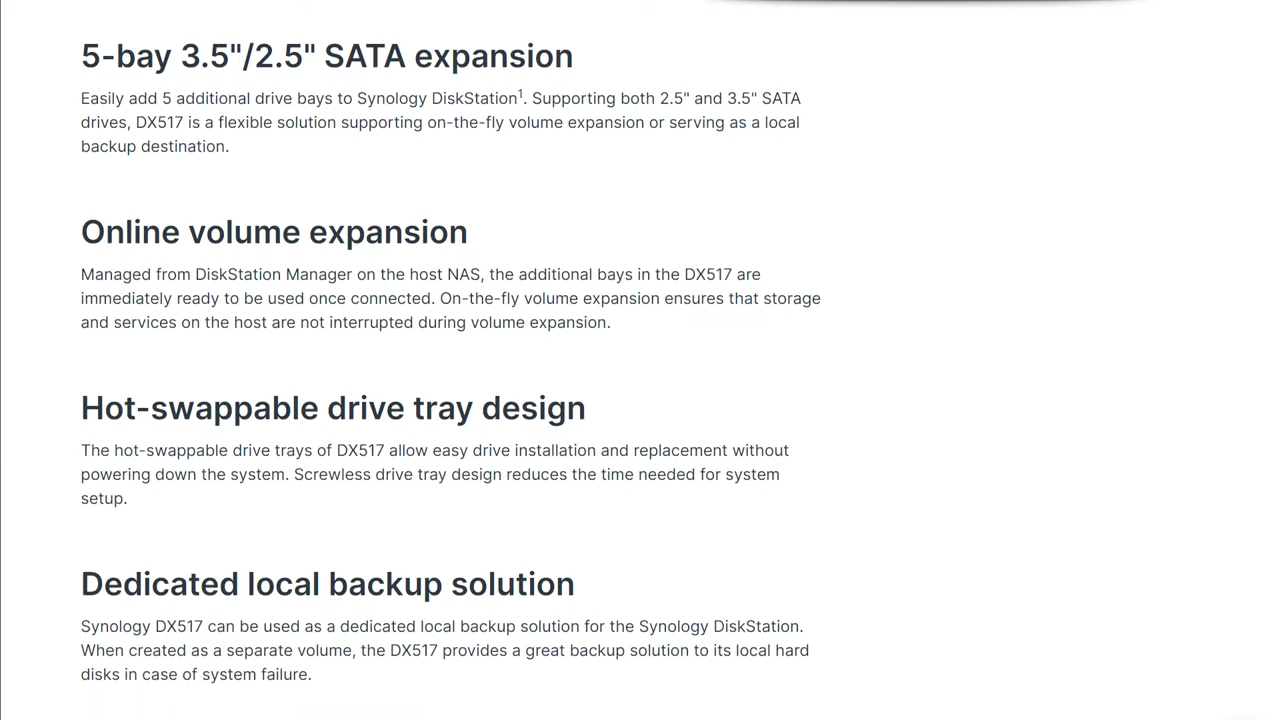 5-bay 3.5"/2.5" SATA expansion
Easily add 5 additional drive bays to Synology DiskStation1. Supporting both 2.5" and 3.5" SATA
drives, DX517 is a flexible solution supporting on-the-fly volume expansion or serving as a local
backup destination.
Online volume expansion
Managed from DiskStation Manager on the host NAS, the additional bays in the DX517 are
immediately ready to be used once connected. On-the-fly volume expansion ensures that storage
and services on the host are not interrupted during volume expansion.
Hot-swappable drive tray design
The hot-swappable drive trays of DX517 allow easy drive installation and replacement without
powering down the system. Screwless drive tray design reduces the time needed for system
setup.
Dedicated local backup solution
Synology DX517 can be used as a dedicated local backup solution for the Synology DiskStation.
When created as a separate volume, the DX517 provides a great backup solution to its local hard
disks in case of system failure.